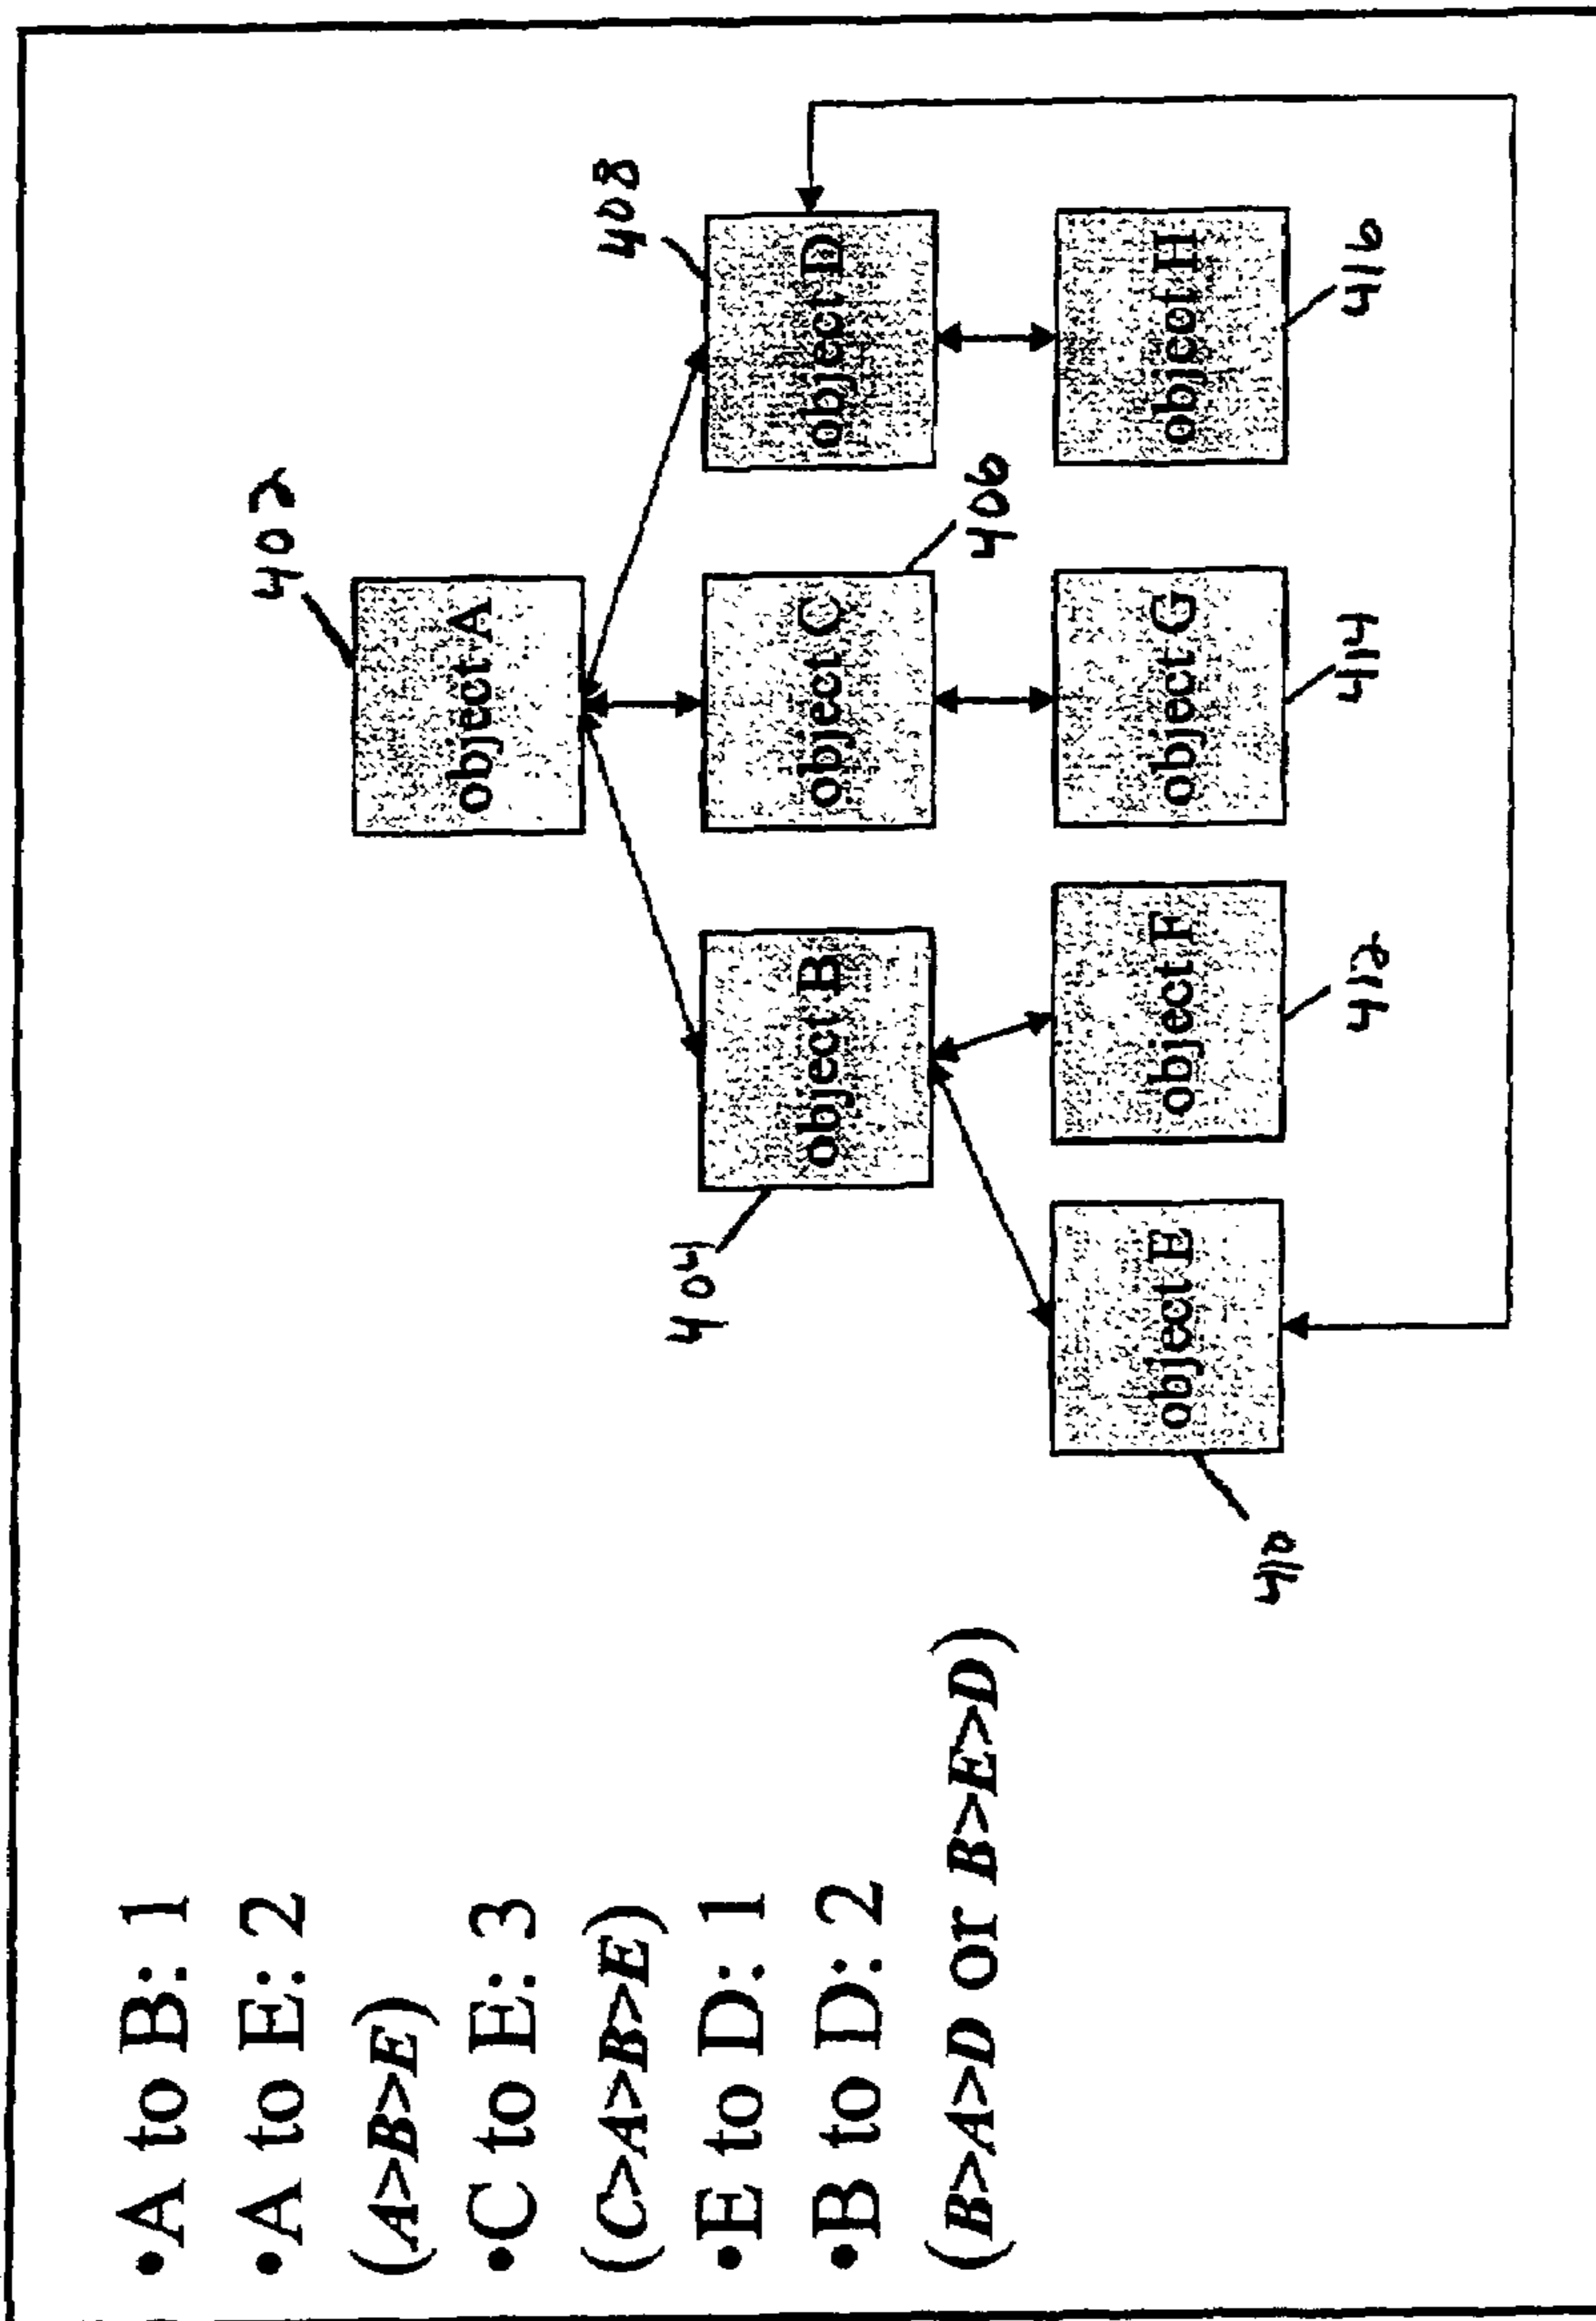 •A to B: 1
•A to E: 2
(A>B>E)
•C to E: 3
(C>A>B>E)
•E to D: 1
•B to D: 2
(B>A>D or B>E>D)
402
object A
404
object B
406
object C
408
object D
410
object E
412
object F
414
object G
416
object H